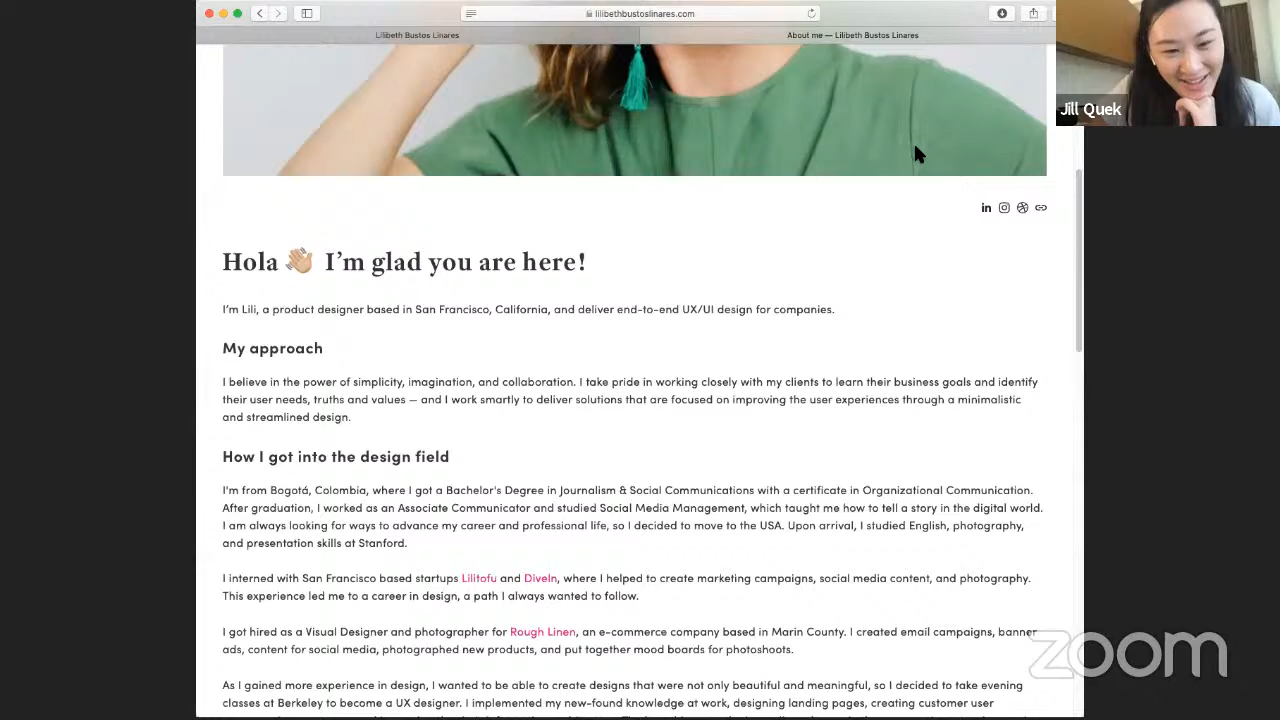 lilibethbustoslinares.com
Lilibeth Bustos Linares
About me — Lilibeth Bustos Linares
Jill Quek
in
Hola 👋🏼 I’m glad you are here!
I’m Lili, a product designer based in San Francisco, California, and deliver end-to-end UX/UI design for companies.
My approach
I believe in the power of simplicity, imagination, and collaboration. I take pride in working closely with my clients to learn their business goals and identify
their user needs, truths and values — and I work smartly to deliver solutions that are focused on improving the user experiences through a minimalistic
and streamlined design.
How I got into the design field
I'm from Bogotá, Colombia, where I got a Bachelor's Degree in Journalism & Social Communications with a certificate in Organizational Communication.
After graduation, I worked as an Associate Communicator and studied Social Media Management, which taught me how to tell a story in the digital world.
I am always looking for ways to advance my career and professional life, so I decided to move to the USA. Upon arrival, I studied English, photography,
and presentation skills at Stanford.
I interned with San Francisco based startups Lilitofu and DiveIn, where I helped to create marketing campaigns, social media content, and photography.
This experience led me to a career in design, a path I always wanted to follow.
I got hired as a Visual Designer and photographer for Rough Linen, an e-commerce company based in Marin County. I created email campaigns, banner
ads, content for social media, photographed new products, and put together mood boards for photoshoots.
As I gained more experience in design, I wanted to be able to create designs that were not only beautiful and meaningful, so I decided to take evening
classes at Berkeley to become a UX designer. I implemented my new-found knowledge at work, designing landing pages, creating customer user
zoom